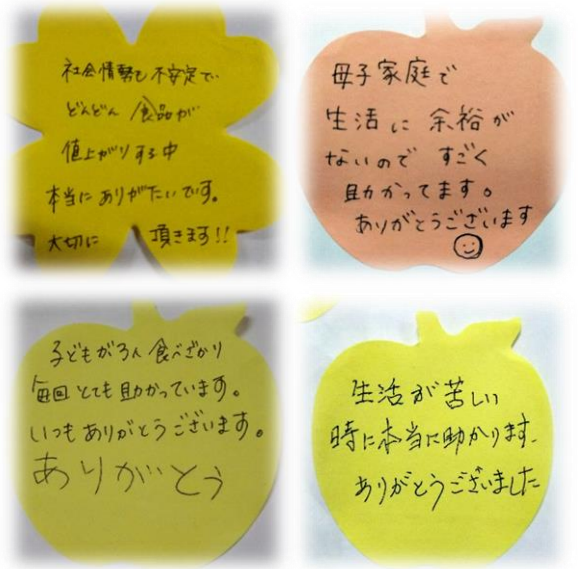 社会情勢も不安定で、
どんどん食品が
値上がりする中
本当にありがたいです。
大切に 頂きます!!
母子家庭で
生活に余裕が
ないので すごく
助かってます。
ありがとうございます
子どもが3人 食べざかり
毎回とても助かっています。
いつもありがとうございます。
ありがとう
生活が苦しい
時に本当に助かります。
ありがとうございました